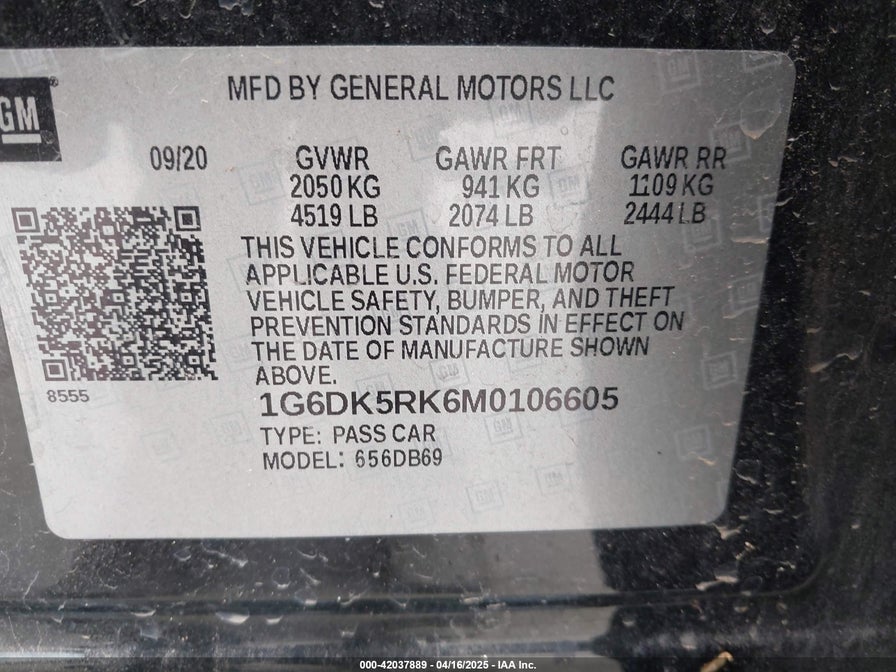 GM
MFD BY GENERAL MOTORS LLC
09/20 GVWR GAWR FRT GAWR RR
2050 KG 941 KG 1109 KG
4519 LB 2074 LB 2444 LB
THIS VEHICLE CONFORMS TO ALL
APPLICABLE U.S. FEDERAL MOTOR
VEHICLE SAFETY, BUMPER, AND THEFT
PREVENTION STANDARDS IN EFFECT ON
THE DATE OF MANUFACTURE SHOWN
ABOVE.
8555
1G6DK5RK6M0106605
TYPE: PASS CAR
MODEL: 656DB69
000-42037889 - 04/16/2025 - IAA Inc.